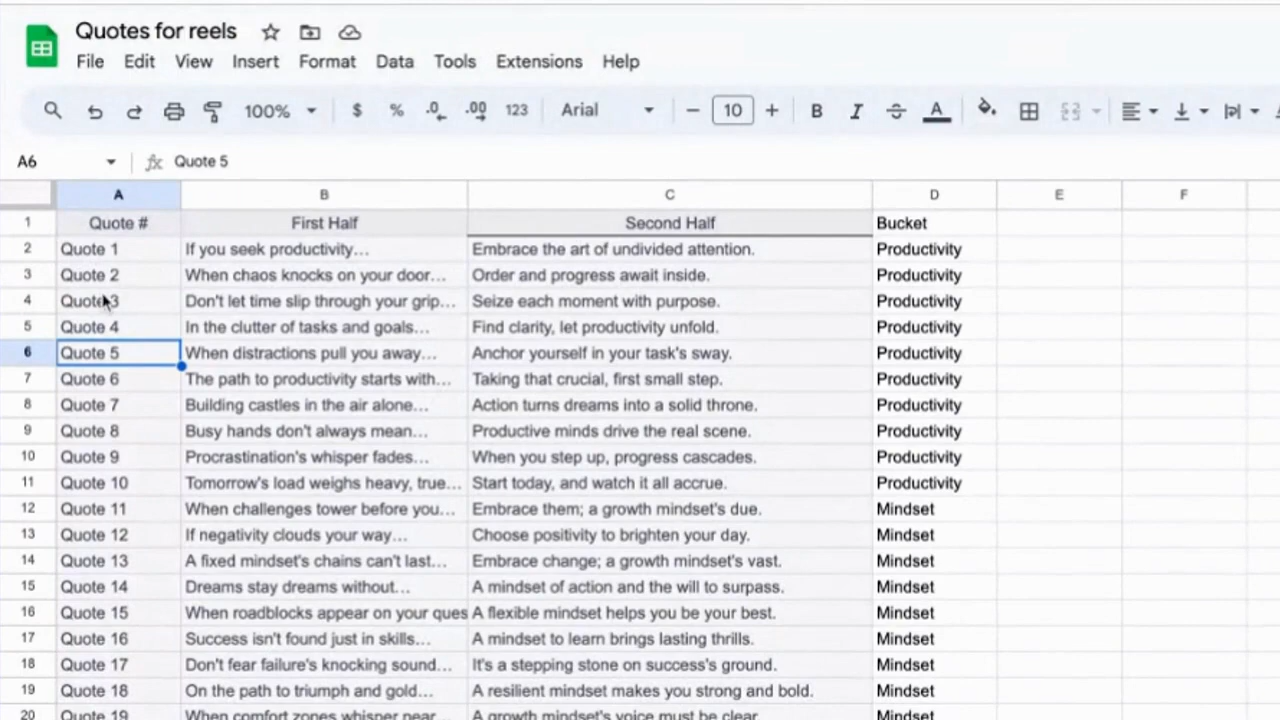 Quotes for reels
File Edit View Insert Format Data Tools Extensions Help
100% $ % .0 .00 123 Arial − 10 + B I S A
A6 fx Quote 5
A B C D E F
1 Quote # First Half Second Half Bucket
2 Quote 1 If you seek productivity… Embrace the art of undivided attention. Productivity
3 Quote 2 When chaos knocks on your door… Order and progress await inside. Productivity
4 Quote 3 Don't let time slip through your grip… Seize each moment with purpose. Productivity
5 Quote 4 In the clutter of tasks and goals… Find clarity, let productivity unfold. Productivity
6 Quote 5 When distractions pull you away… Anchor yourself in your task's sway. Productivity
7 Quote 6 The path to productivity starts with… Taking that crucial, first small step. Productivity
8 Quote 7 Building castles in the air alone… Action turns dreams into a solid throne. Productivity
9 Quote 8 Busy hands don't always mean… Productive minds drive the real scene. Productivity
10 Quote 9 Procrastination's whisper fades… When you step up, progress cascades. Productivity
11 Quote 10 Tomorrow's load weighs heavy, true… Start today, and watch it all accrue. Productivity
12 Quote 11 When challenges tower before you… Embrace them; a growth mindset's due. Mindset
13 Quote 12 If negativity clouds your way… Choose positivity to brighten your day. Mindset
14 Quote 13 A fixed mindset's chains can't last… Embrace change; a growth mindset's vast. Mindset
15 Quote 14 Dreams stay dreams without… A mindset of action and the will to surpass. Mindset
16 Quote 15 When roadblocks appear on your ques A flexible mindset helps you be your best. Mindset
17 Quote 16 Success isn't found just in skills… A mindset to learn brings lasting thrills. Mindset
18 Quote 17 Don't fear failure's knocking sound… It's a stepping stone on success's ground. Mindset
19 Quote 18 On the path to triumph and gold… A resilient mindset makes you strong and bold. Mindset
20 Quote 19 When comfort zones whisper near… A growth mindset's voice must be clear. Mindset